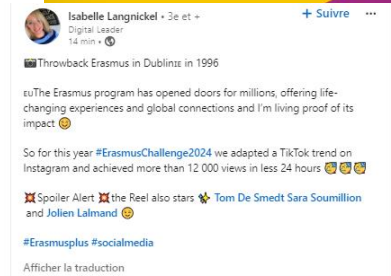 Isabelle Langnickel • 3e et +
+ Suivre
Digital Leader
14 min •
📸Throwback Erasmus in Dublin🇮🇪 in 1996
🇪🇺The Erasmus program has opened doors for millions, offering life-
changing experiences and global connections and I'm living proof of its
impact 😊
So for this year #ErasmusChallenge2024 we adapted a TikTok trend on
Instagram and achieved more than 12 000 views in less 24 hours 🥳🥳🥳
💥Spoiler Alert 💥the Reel also stars ✨ Tom De Smedt Sara Soumillion
and Jolien Lalmand 😊
#Erasmusplus #socialmedia
Afficher la traduction